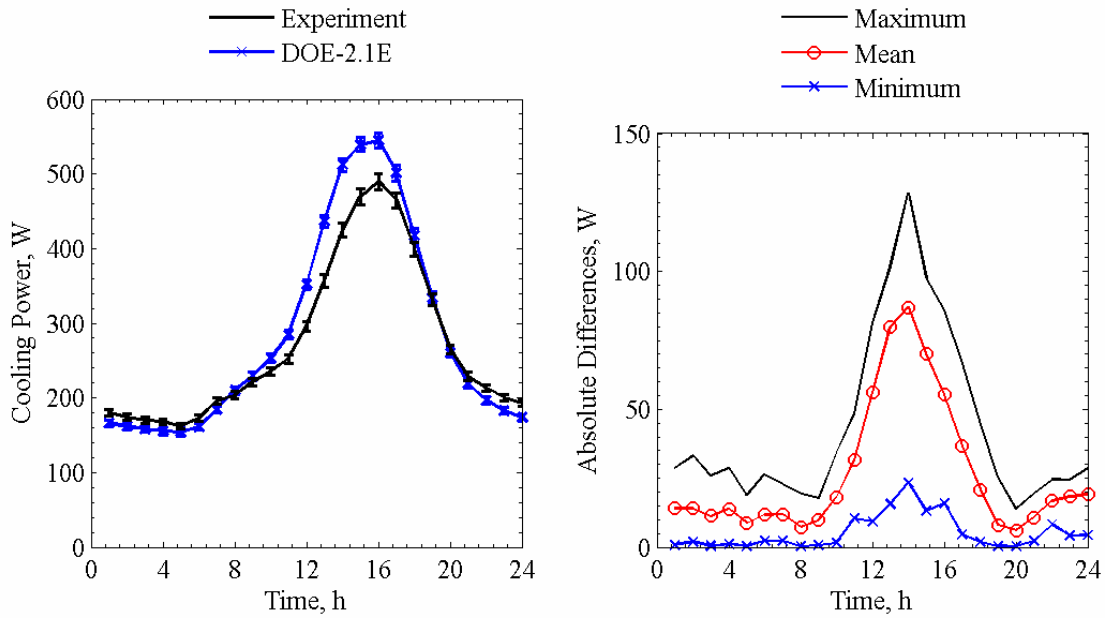 Experiment
DOE-2.1E
600
500
400
300
200
100
0
0 4 8 12 16 20 24
Cooling Power, W
Time, h
Maximum
Mean
Minimum
150
100
50
0
0 4 8 12 16 20 24
Absolute Differences, W
Time, h